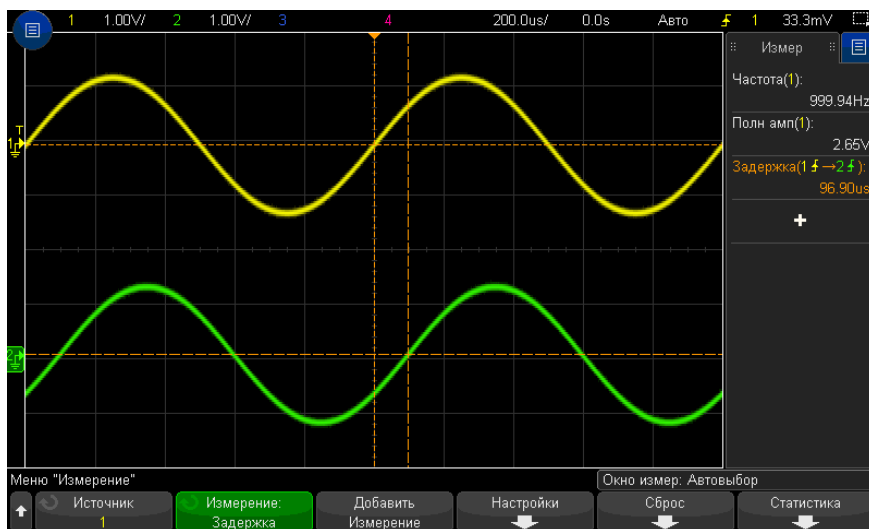 1 1.00V/ 2 1.00V/ 3 4 200.0us/ 0.0s Авто 1 33.3mV
Измер
Частота(1):
999.94Hz
Полн амп(1):
2.65V
Задержка(1→2):
96.90us
+
T
1
2
Меню "Измерение"
Окно измер: Автовыбор
Источник
1
Измерение:
Задержка
Добавить
Измерение
Настройки
Сброс
Статистика